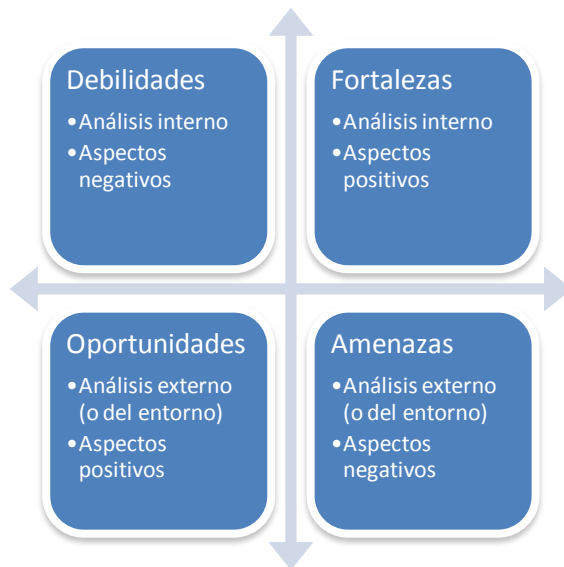 Debilidades
•Análisis interno
•Aspectos
negativos
Fortalezas
•Análisis interno
•Aspectos
positivos
Oportunidades
•Análisis externo
(o del entorno)
•Aspectos
positivos
Amenazas
•Análisis externo
(o del entorno)
•Aspectos
negativos